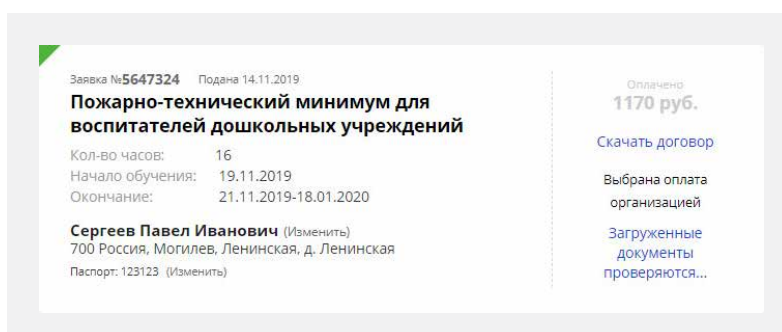 Заявка №5647324 Подана 14.11.2019
Пожарно-технический минимум для
воспитателей дошкольных учреждений
Кол-во часов: 16
Начало обучения: 19.11.2019
Окончание: 21.11.2019-18.01.2020
Сергеев Павел Иванович (Изменить)
700 Россия, Могилев, Ленинская, д. Ленинская
Паспорт: 123123 (Изменить)
Оплачено
1170 руб.
Скачать договор
Выбрана оплата
организацией
Загруженные
документы
проверяются...